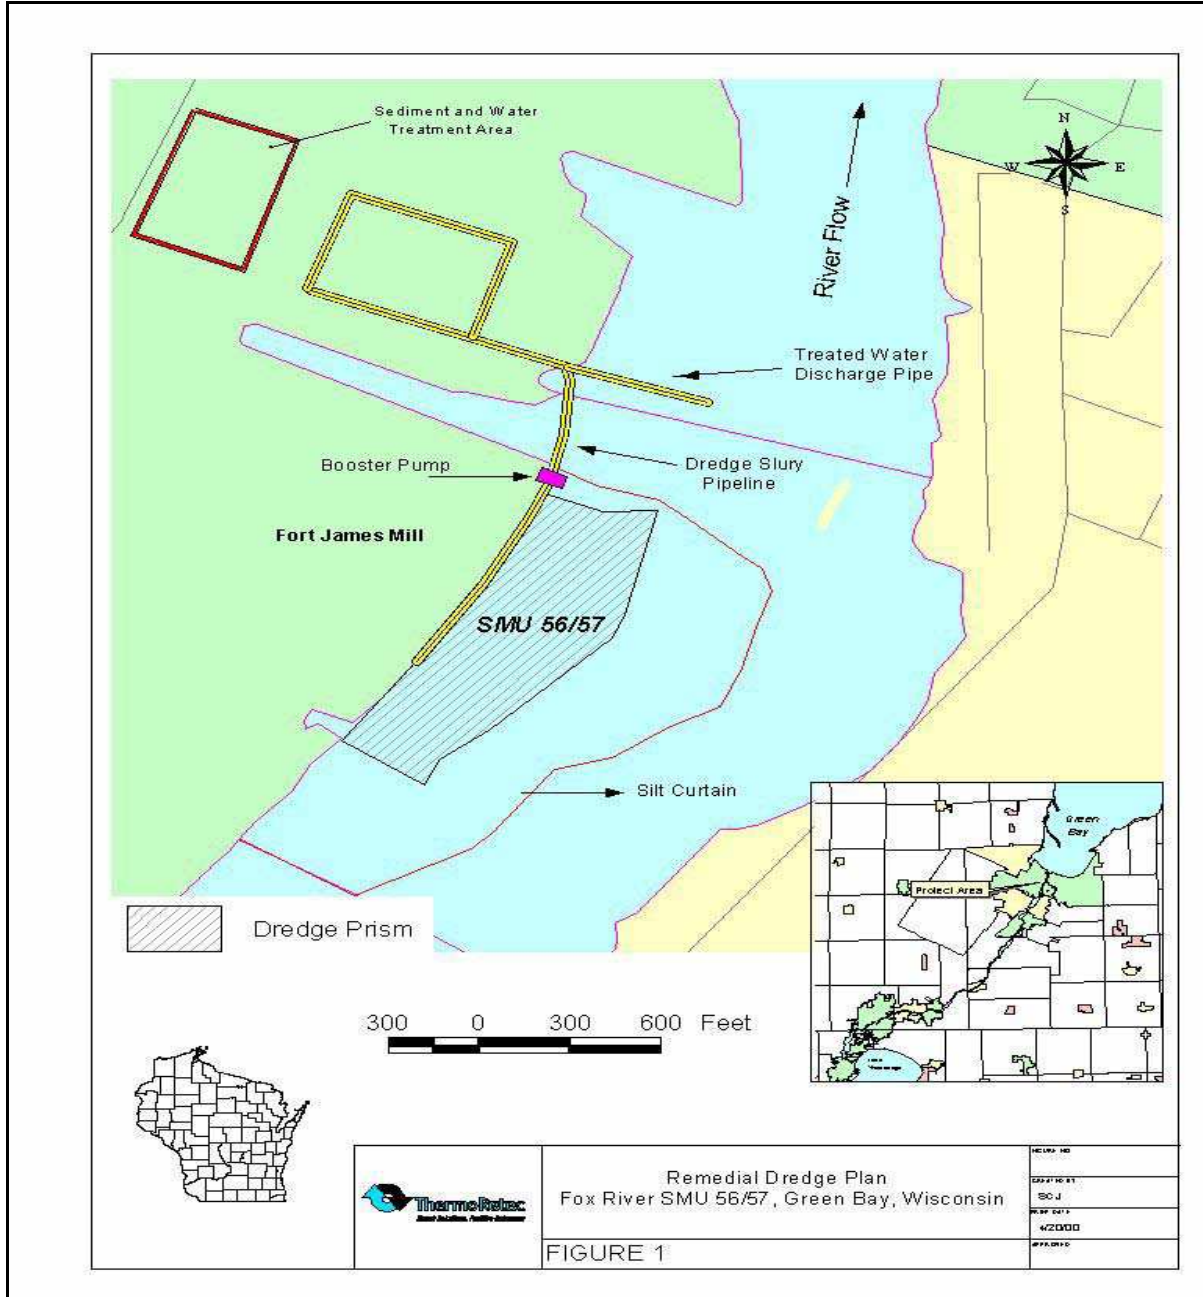 Sediment and Water
Treatment Area
N
W
E
S
River Flow
Treated Water
Discharge Pipe
Booster Pump
Dredge Slury
Pipeline
Fort James Mill
SMU 56/57
Silt Curtain
Green
Bay
Project Area
Dredge Prism
300 0 300 600 Feet
ThermoRetec
Remedial Dredge Plan
Fox River SMU 56/57, Green Bay, Wisconsin
FIGURE 1
SCJ
4/20/00